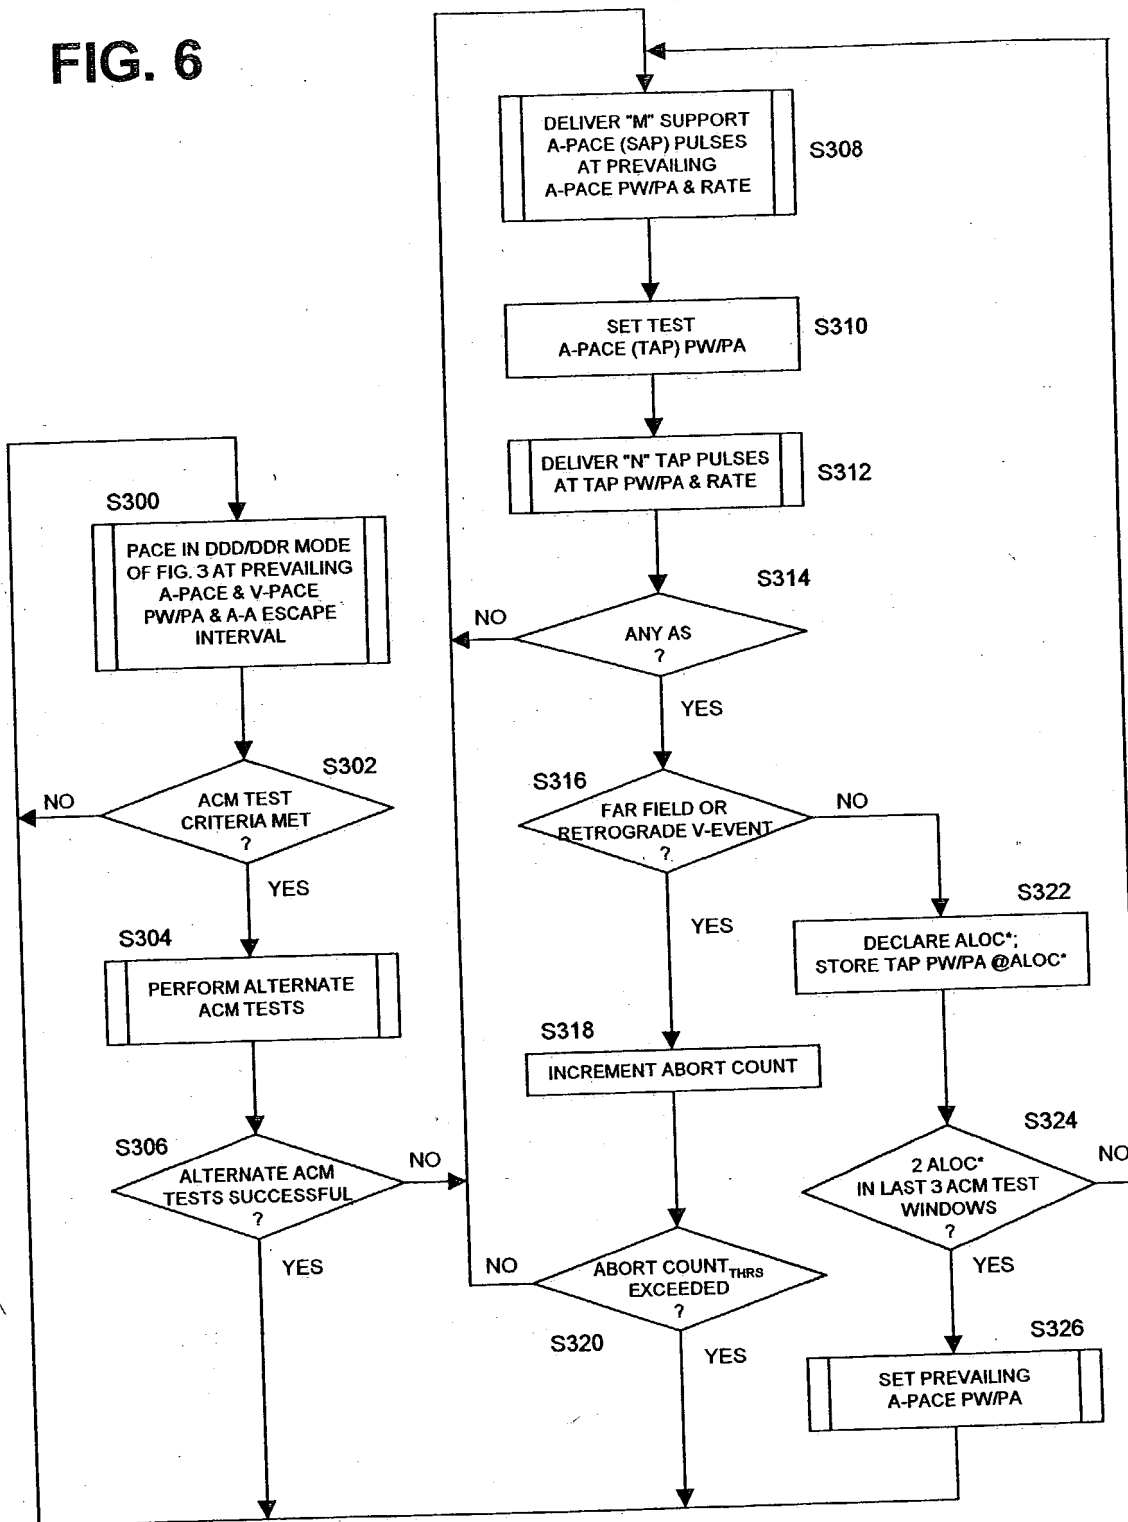 FIG. 6
S300
PACE IN DDD/DDR MODE
OF FIG. 3 AT PREVAILING
A-PACE & V-PACE
PW/PA & A-A ESCAPE
INTERVAL
S302
ACM TEST
CRITERIA MET
?
NO
YES
S304
PERFORM ALTERNATE
ACM TESTS
S306
ALTERNATE ACM
TESTS SUCCESSFUL
?
NO
YES
DELIVER "M" SUPPORT
A-PACE (SAP) PULSES
AT PREVAILING
A-PACE PW/PA & RATE
S308
SET TEST
A-PACE (TAP) PW/PA
S310
DELIVER "N" TAP PULSES
AT TAP PW/PA & RATE
S312
S314
ANY AS
?
NO
YES
S316
FAR FIELD OR
RETROGRADE V-EVENT
?
NO
YES
S318
INCREMENT ABORT COUNT
ABORT COUNTTHRS
EXCEEDED
?
NO
S320
YES
S322
DECLARE ALOC*;
STORE TAP PW/PA @ALOC*
S324
2 ALOC*
IN LAST 3 ACM TEST
WINDOWS
?
NO
YES
S326
SET PREVAILING
A-PACE PW/PA